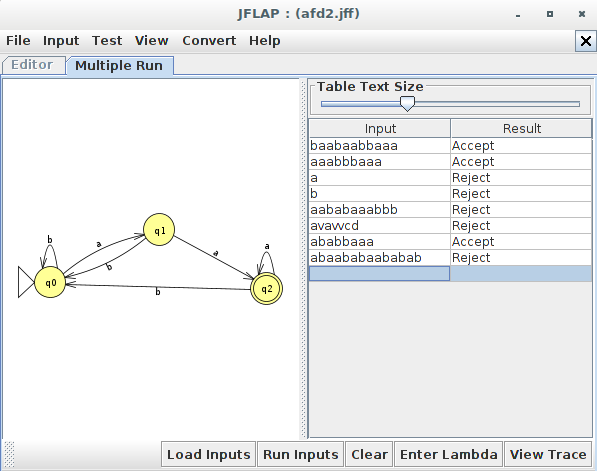 JFLAP : (afd2.jff)
File Input Test View Convert Help
Editor Multiple Run
Table Text Size
Input Result
baabaabbaaa Accept
aaabbbaaa Accept
a Reject
b Reject
aababaaabbb Reject
avavvcd Reject
ababbaaa Accept
abaababaababab Reject
b
a
q1
b
a
a
q0
q2
b
Load Inputs Run Inputs Clear Enter Lambda View Trace